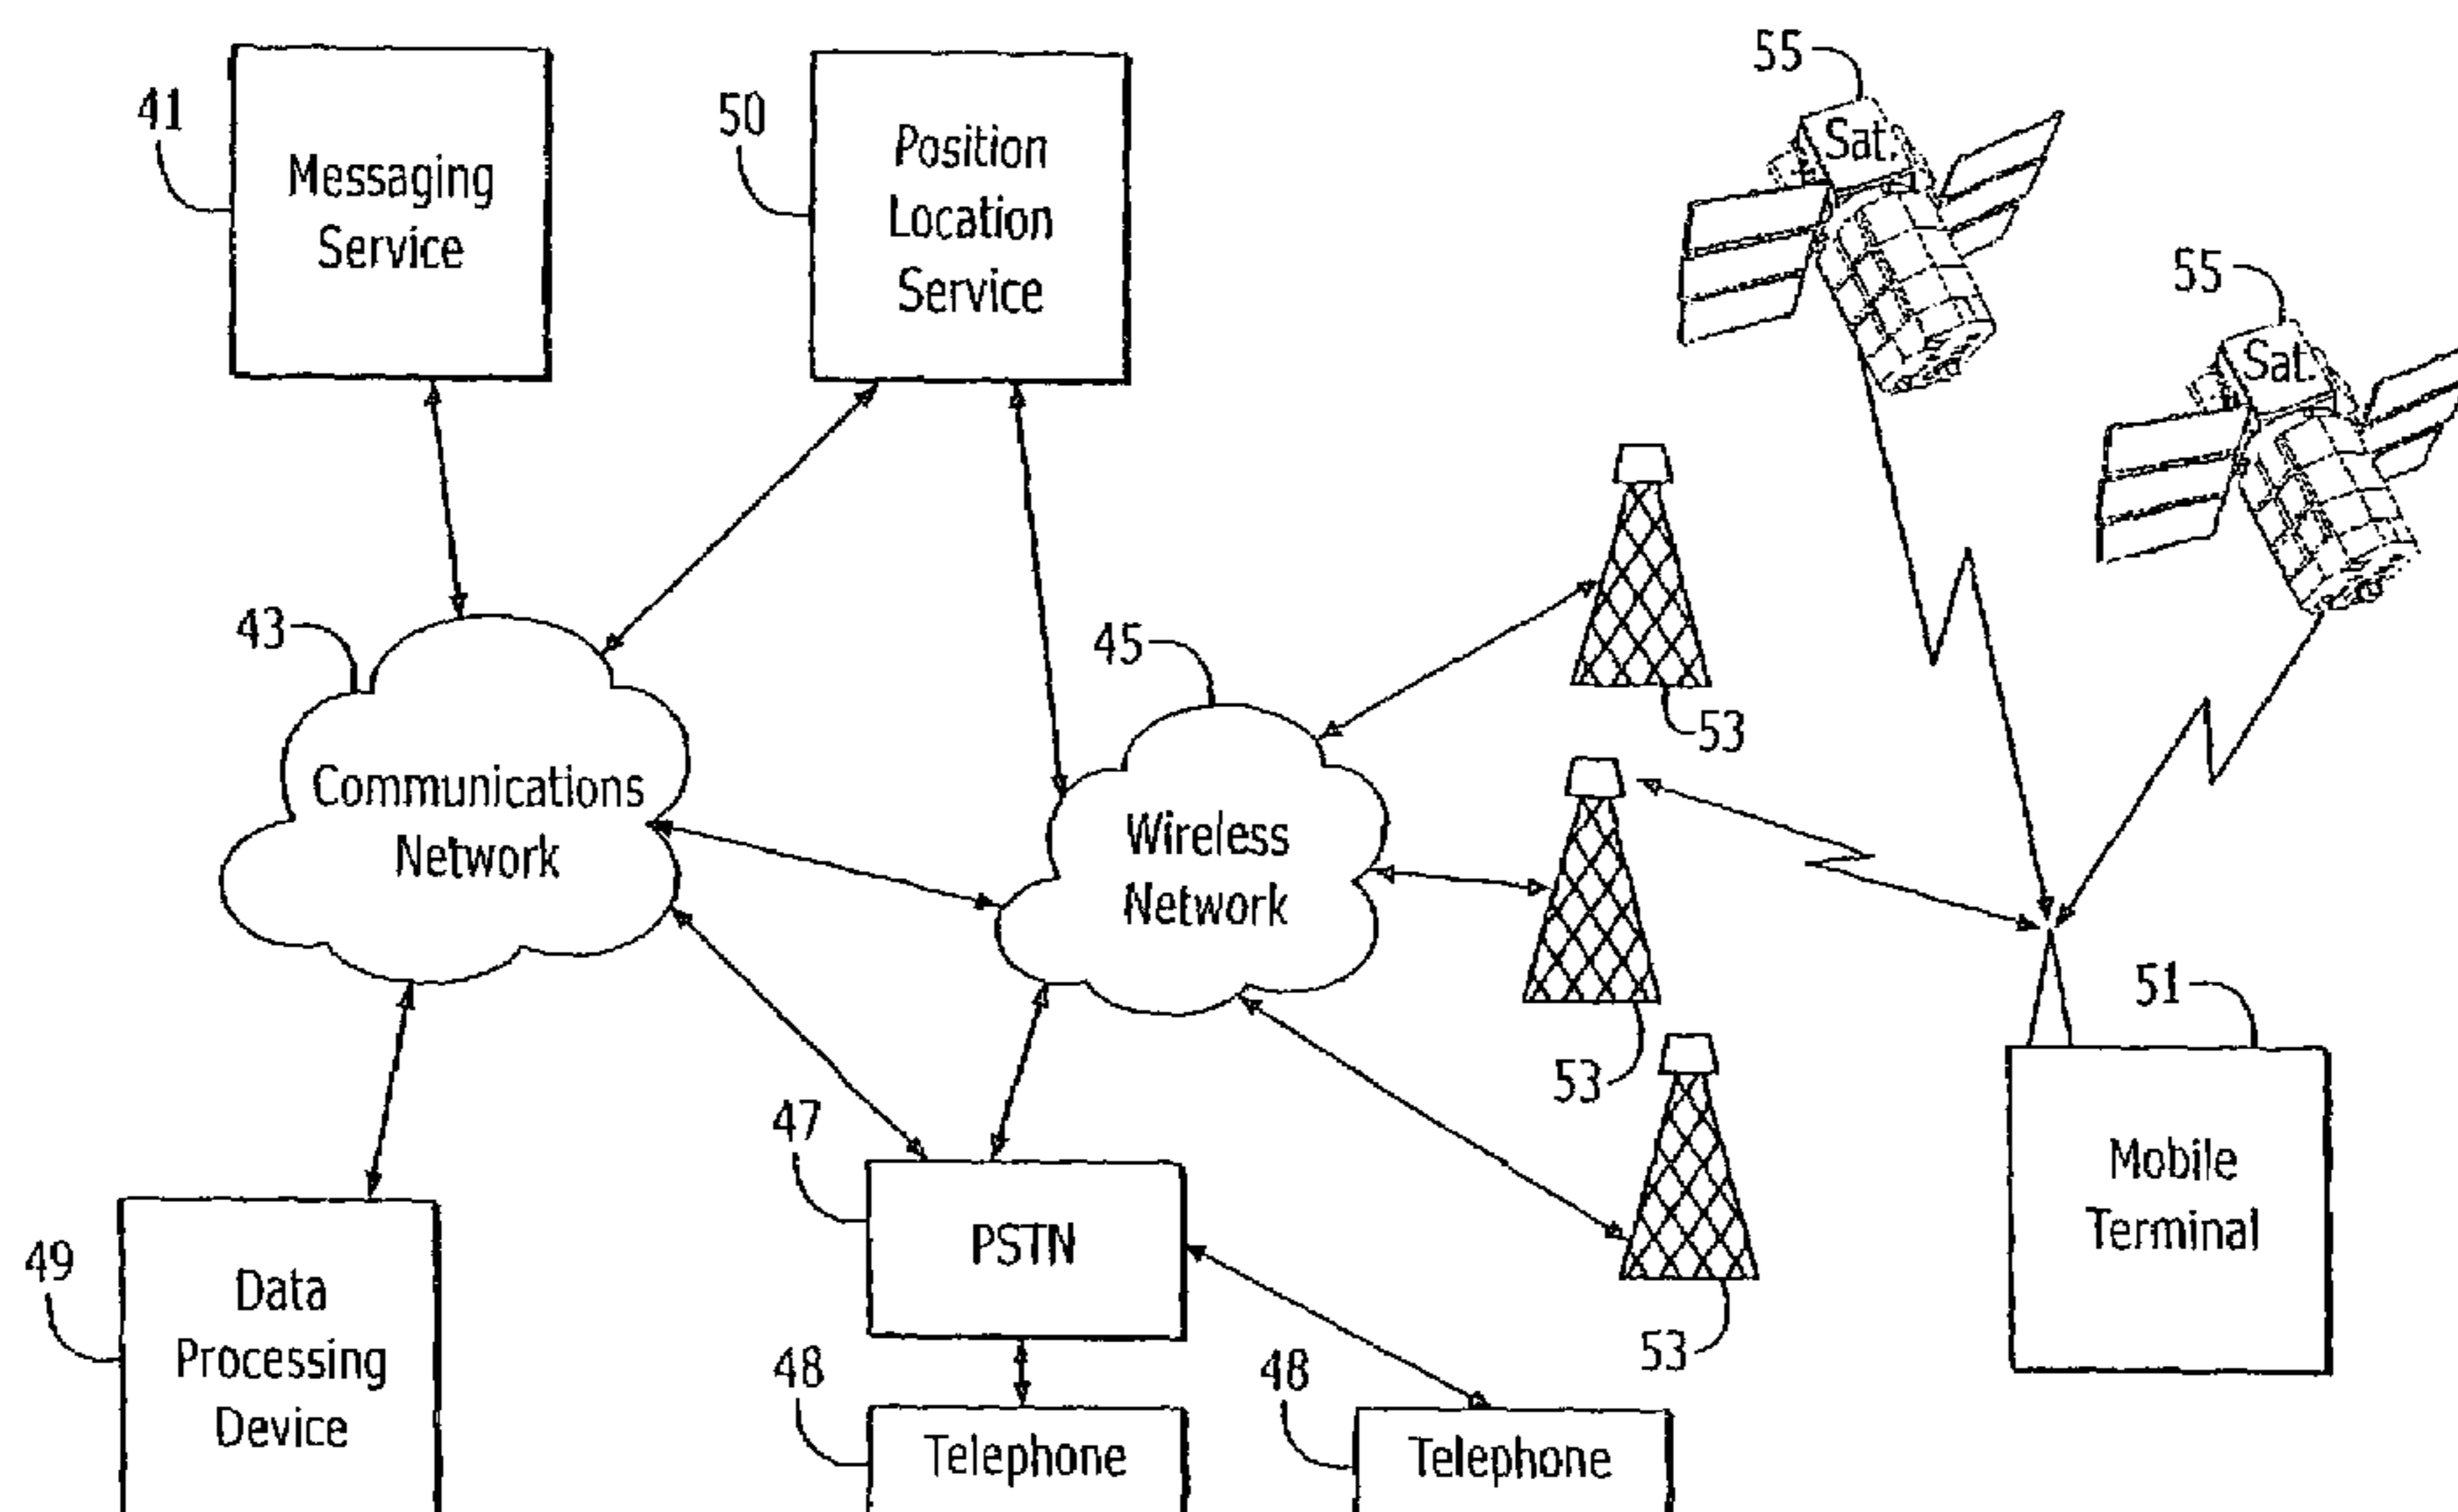 41
Messaging
Service
50
Position
Location
Service
55
Sat.
55
Sat.
43
Communications
Network
45
Wireless
Network
53
53
53
51
Mobile
Terminal
47
PSTN
49
Data
Processing
Device
48
Telephone
48
Telephone